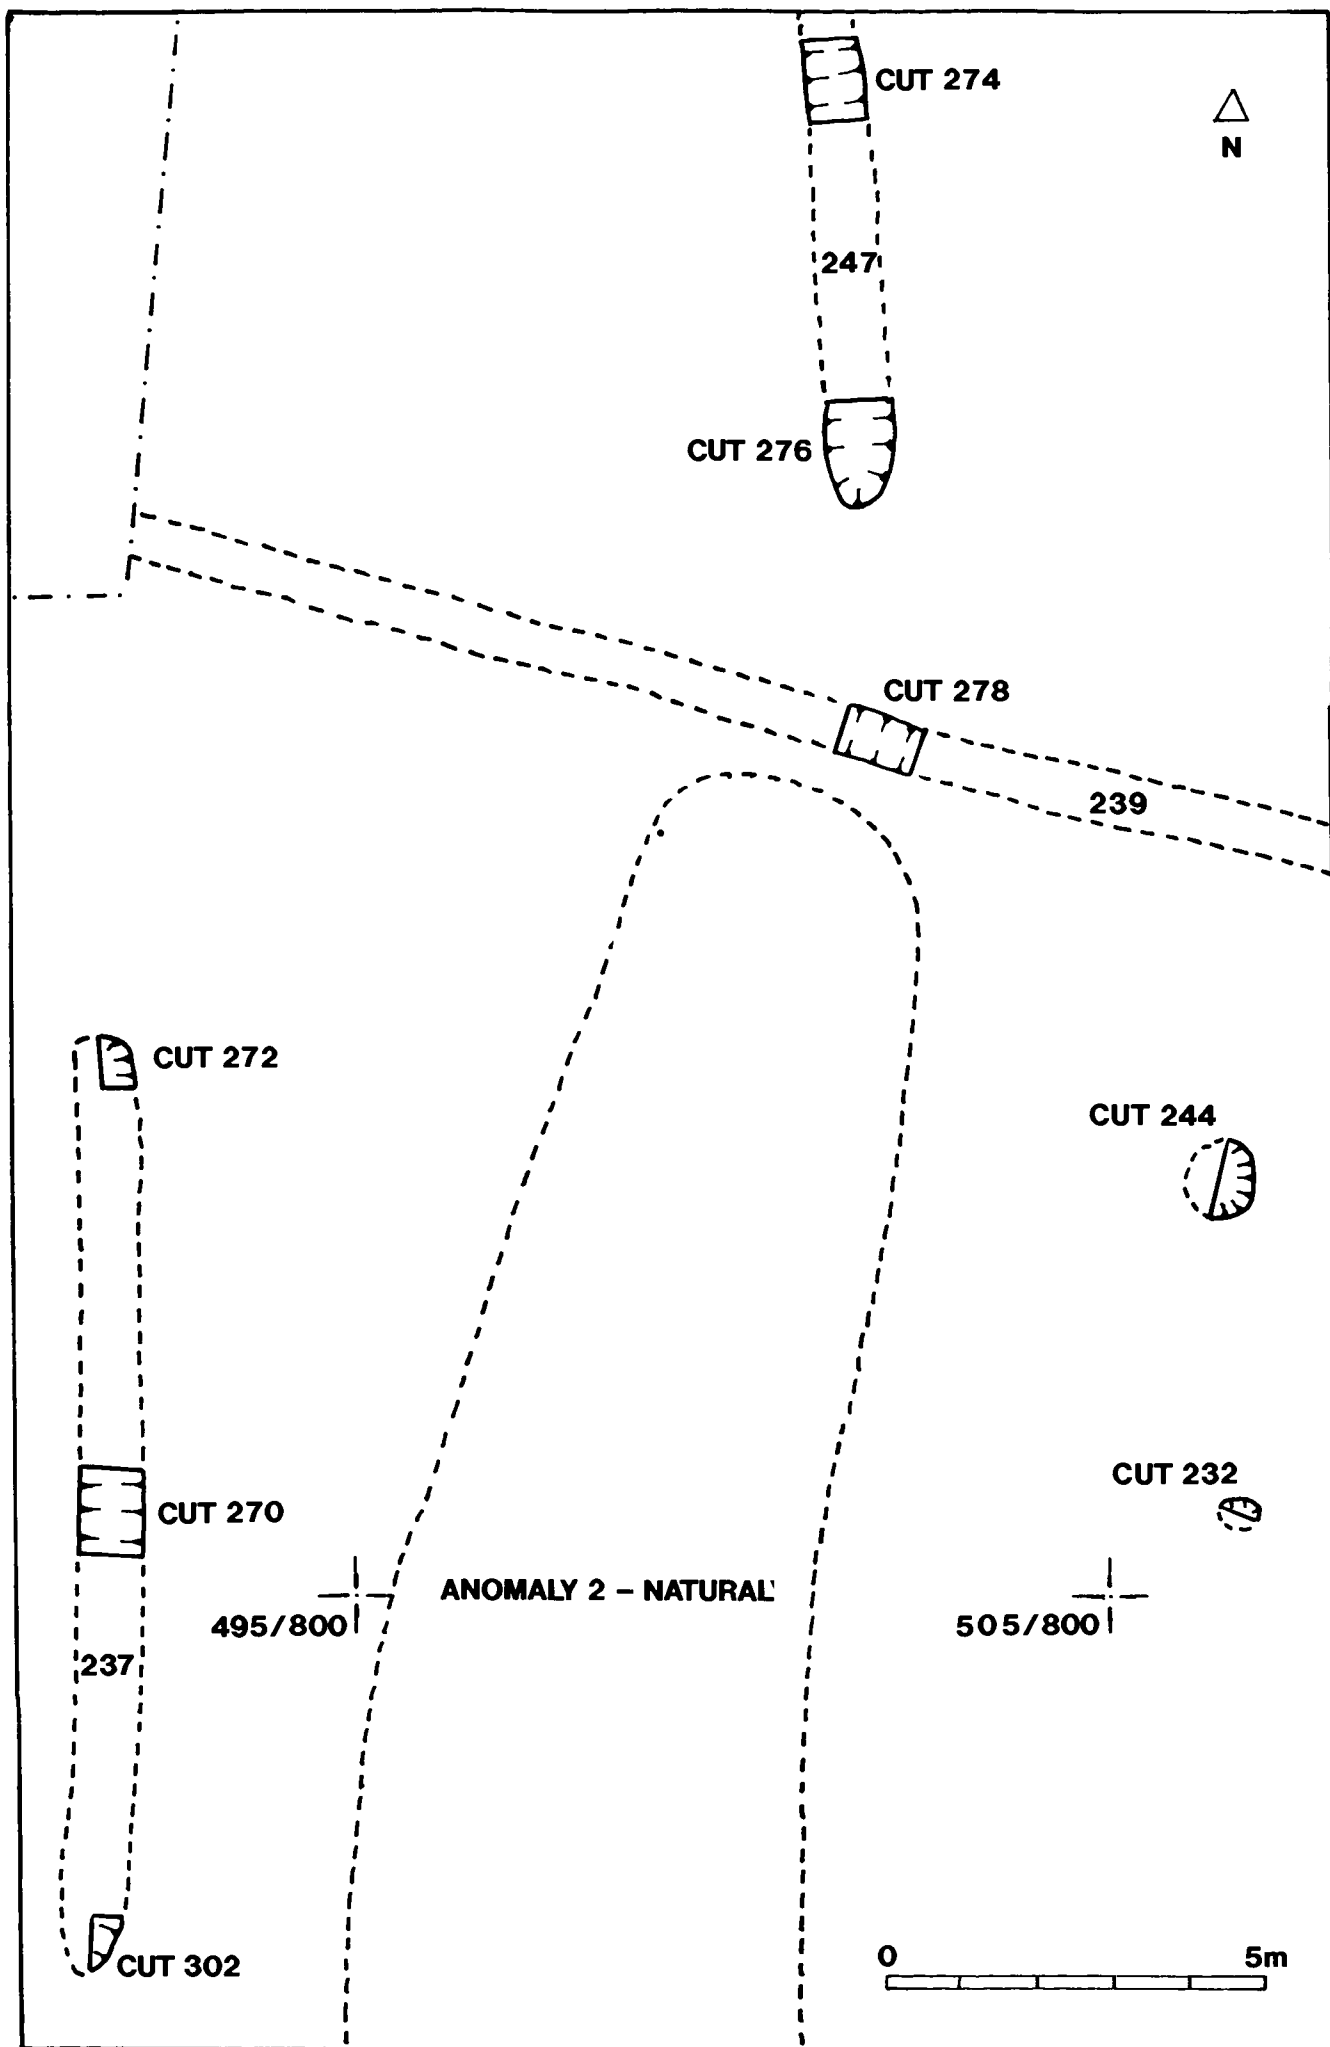 CUT 274
N
247
CUT 276
CUT 278
239
CUT 272
CUT 244
CUT 232
CUT 270
ANOMALY 2 – NATURAL
495/800
505/800
237
0 5m
CUT 302